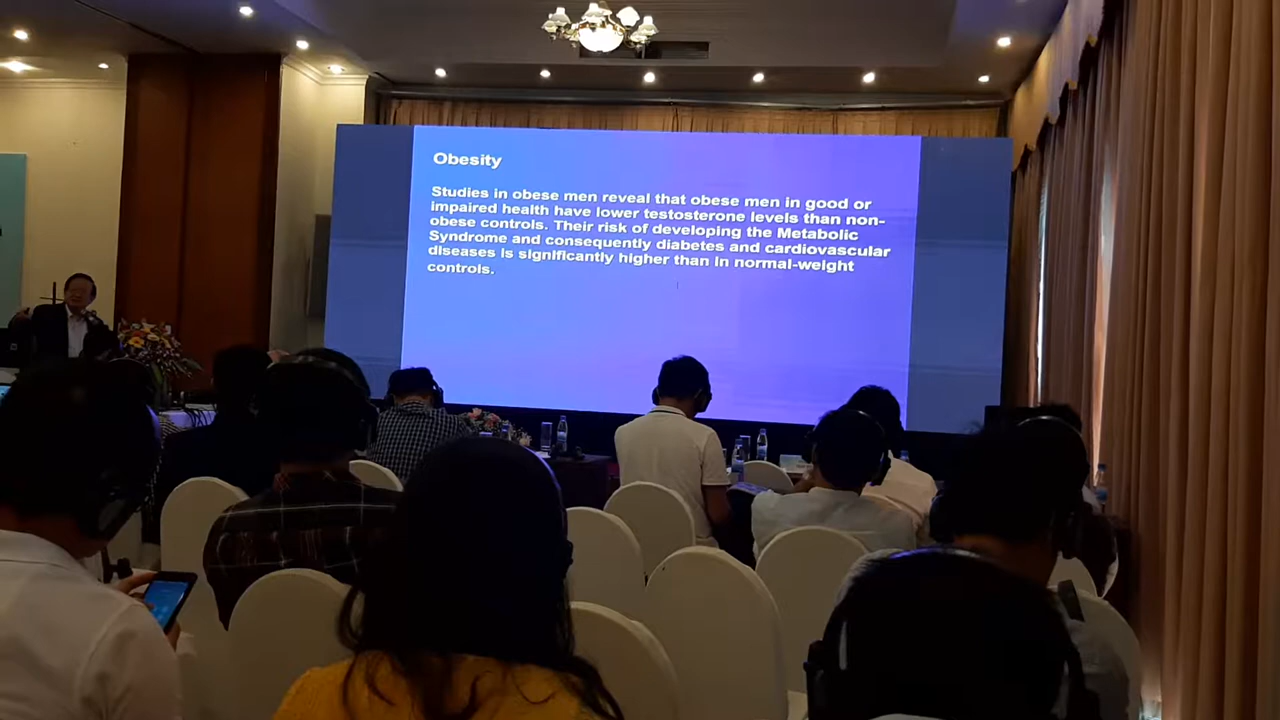 Obesity
Studies in obese men reveal that obese men in good or
impaired health have lower testosterone levels than non-
obese controls. Their risk of developing the Metabolic
Syndrome and consequently diabetes and cardiovascular
diseases is significantly higher than in normal-weight
controls.